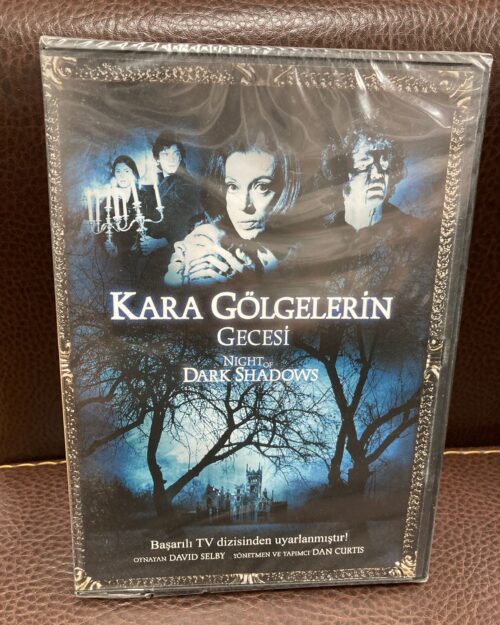 KARA GÖLGELERİN
GECESİ
NIGHT OF
DARK SHADOWS
Başarılı TV dizisinden uyarlanmıştır!
OYNAYAN DAVID SELBY YÖNETMEN VE YAPIMCI DAN CURTIS